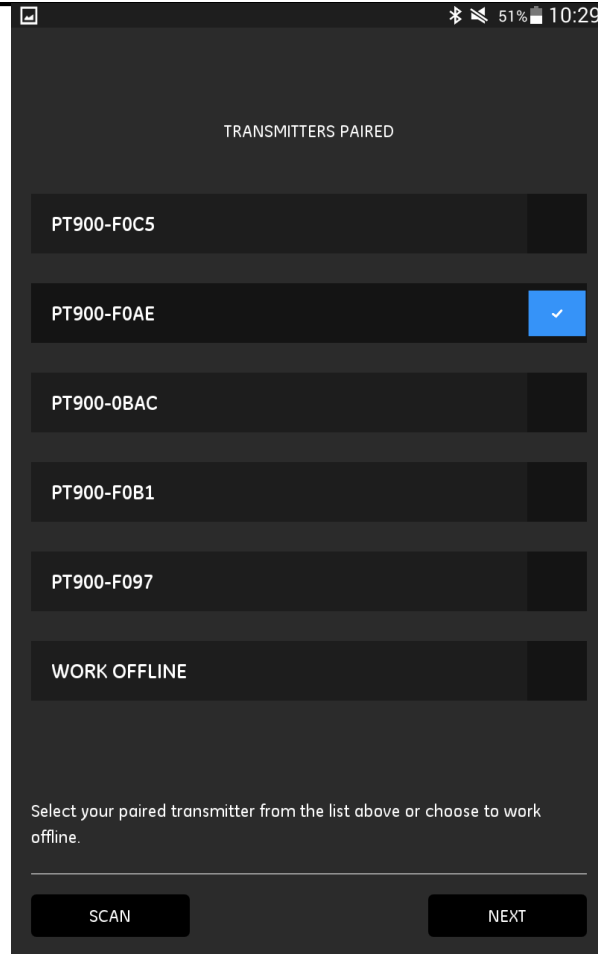 51% 10:29
TRANSMITTERS PAIRED
PT900-F0C5
PT900-F0AE
PT900-0BAC
PT900-F0B1
PT900-F097
WORK OFFLINE
Select your paired transmitter from the list above or choose to work
offline.
SCAN NEXT